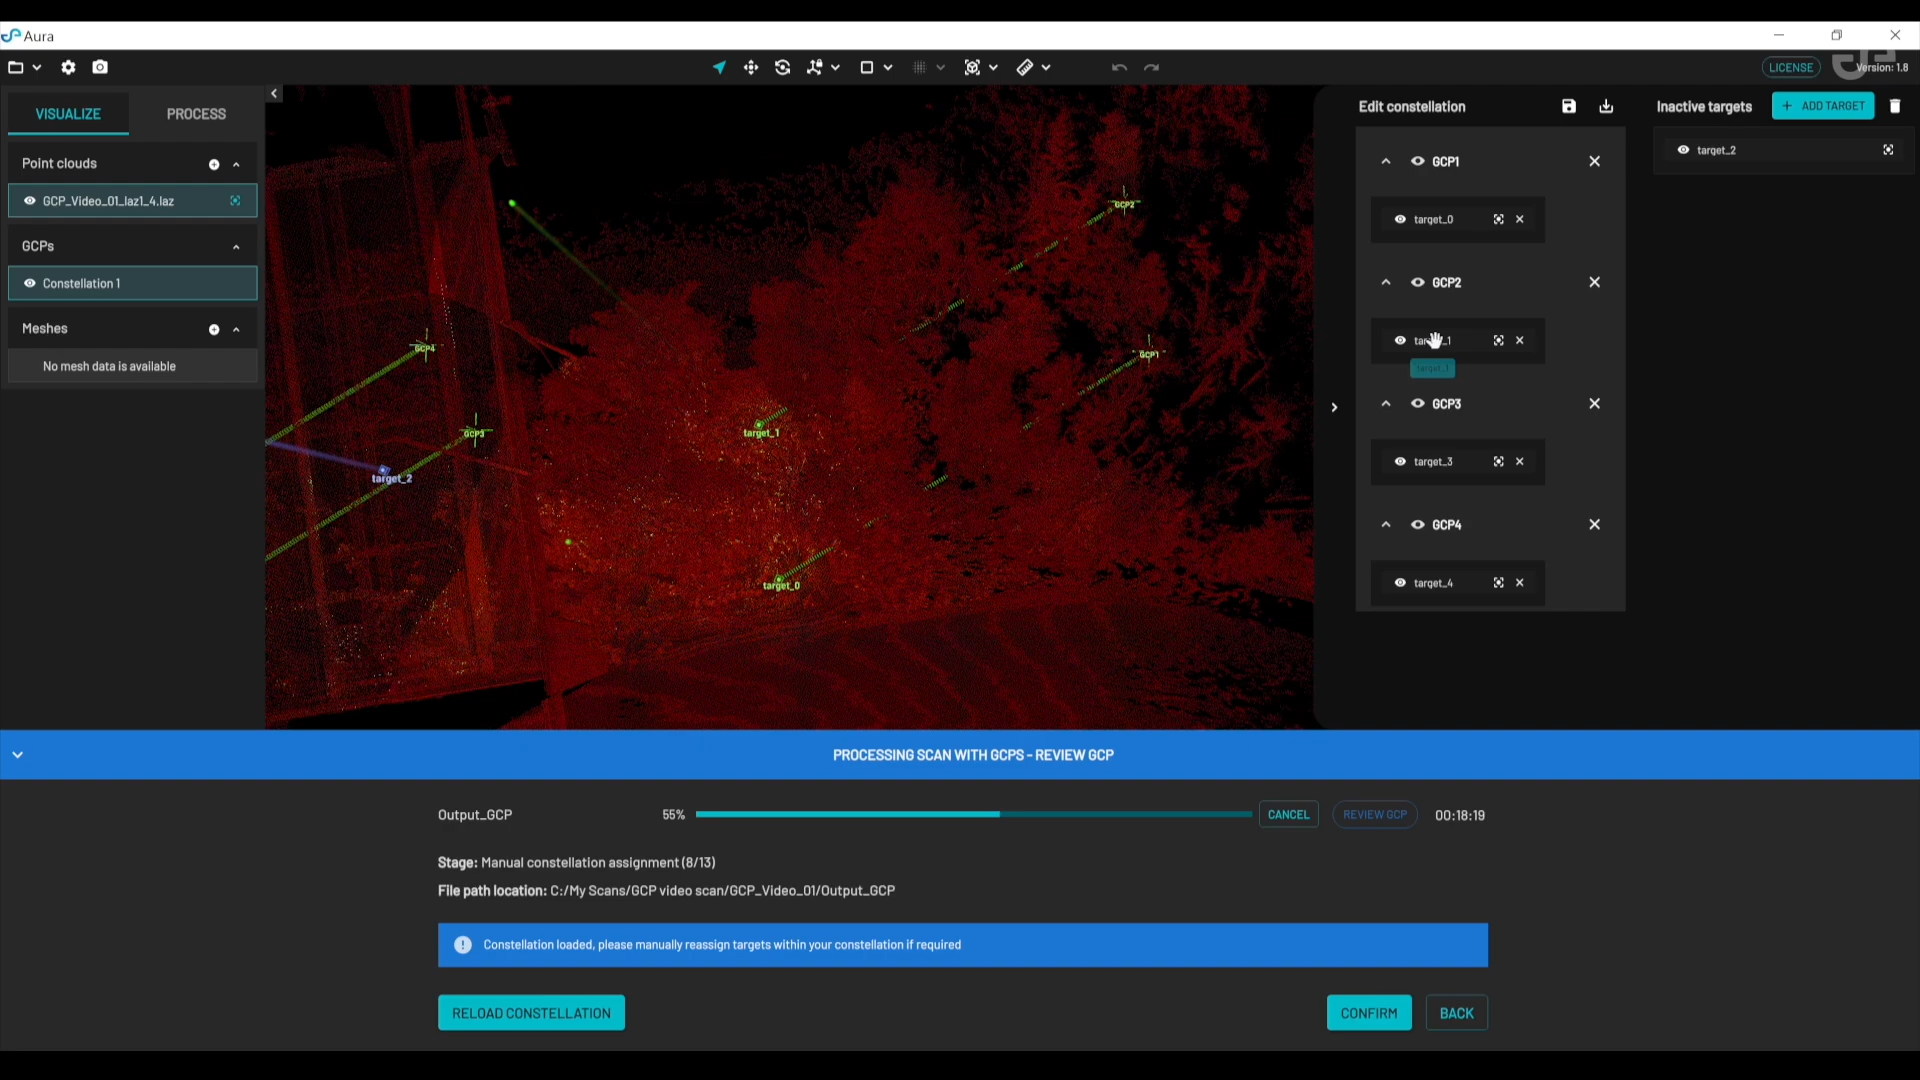 Aura
LICENSE
Version: 1.8
VISUALIZE
PROCESS
Point clouds
GCP_Video_01_laz1_4.laz
GCPs
Constellation 1
Meshes
No mesh data is available
GCP2
GCP4
GCP1
GCP3
target_1
target_2
target_0
Edit constellation
GCP1
target_0
GCP2
target_1
GCP3
target_3
GCP4
target_4
Inactive targets
ADD TARGET
target_2
PROCESSING SCAN WITH GCPS - REVIEW GCP
Output_GCP
55%
CANCEL
REVIEW GCP
00:18:19
Stage: Manual constellation assignment (8/13)
File path location: C:/My Scans/GCP video scan/GCP_Video_01/Output_GCP
Constellation loaded, please manually reassign targets within your constellation if required
RELOAD CONSTELLATION
CONFIRM
BACK